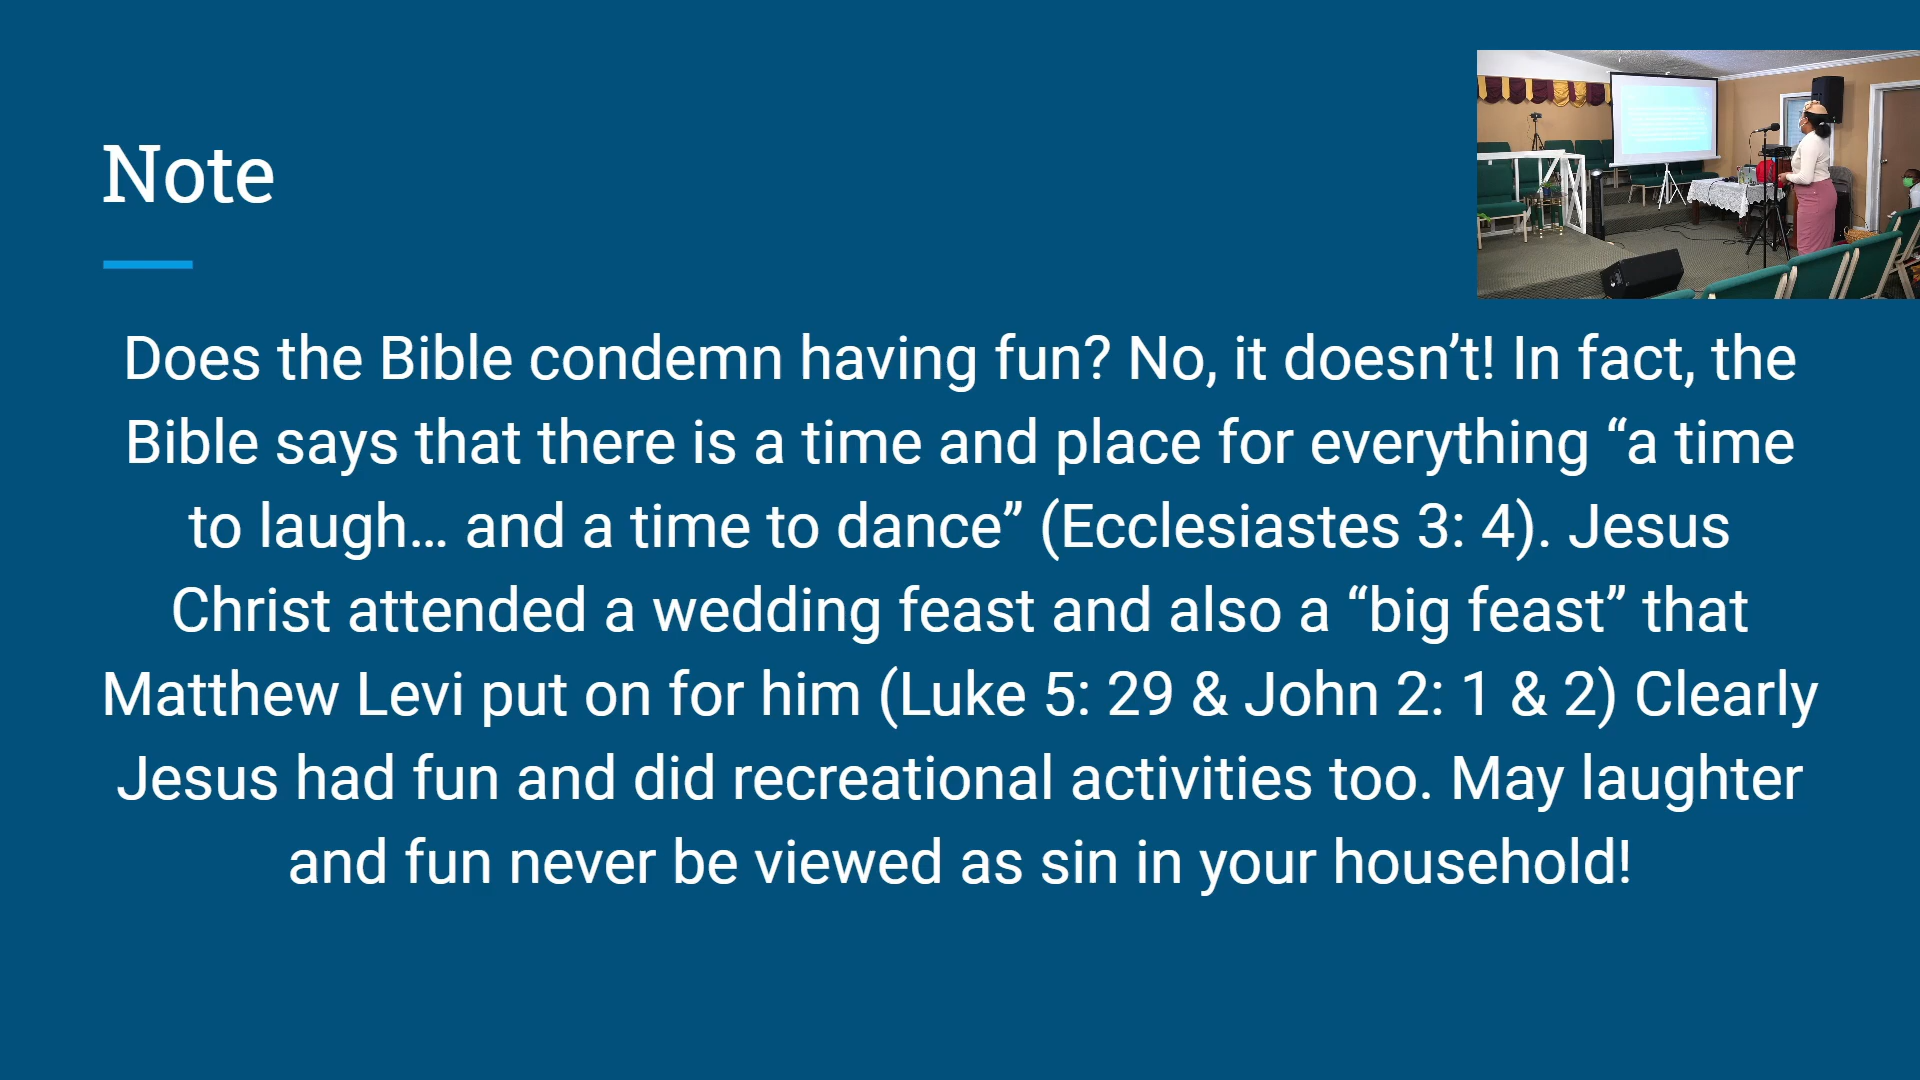 Note
Does the Bible condemn having fun? No, it doesn’t! In fact, the
Bible says that there is a time and place for everything “a time
to laugh… and a time to dance” (Ecclesiastes 3: 4). Jesus
Christ attended a wedding feast and also a “big feast” that
Matthew Levi put on for him (Luke 5: 29 & John 2: 1 & 2) Clearly
Jesus had fun and did recreational activities too. May laughter
and fun never be viewed as sin in your household!